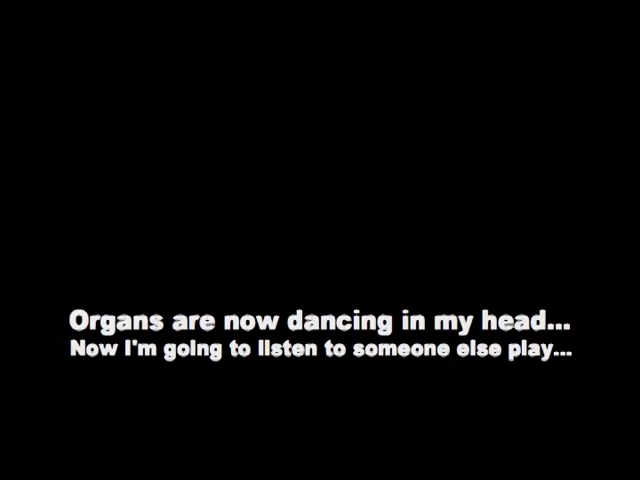 Organs are now dancing in my head...
Now I'm going to listen to someone else play...